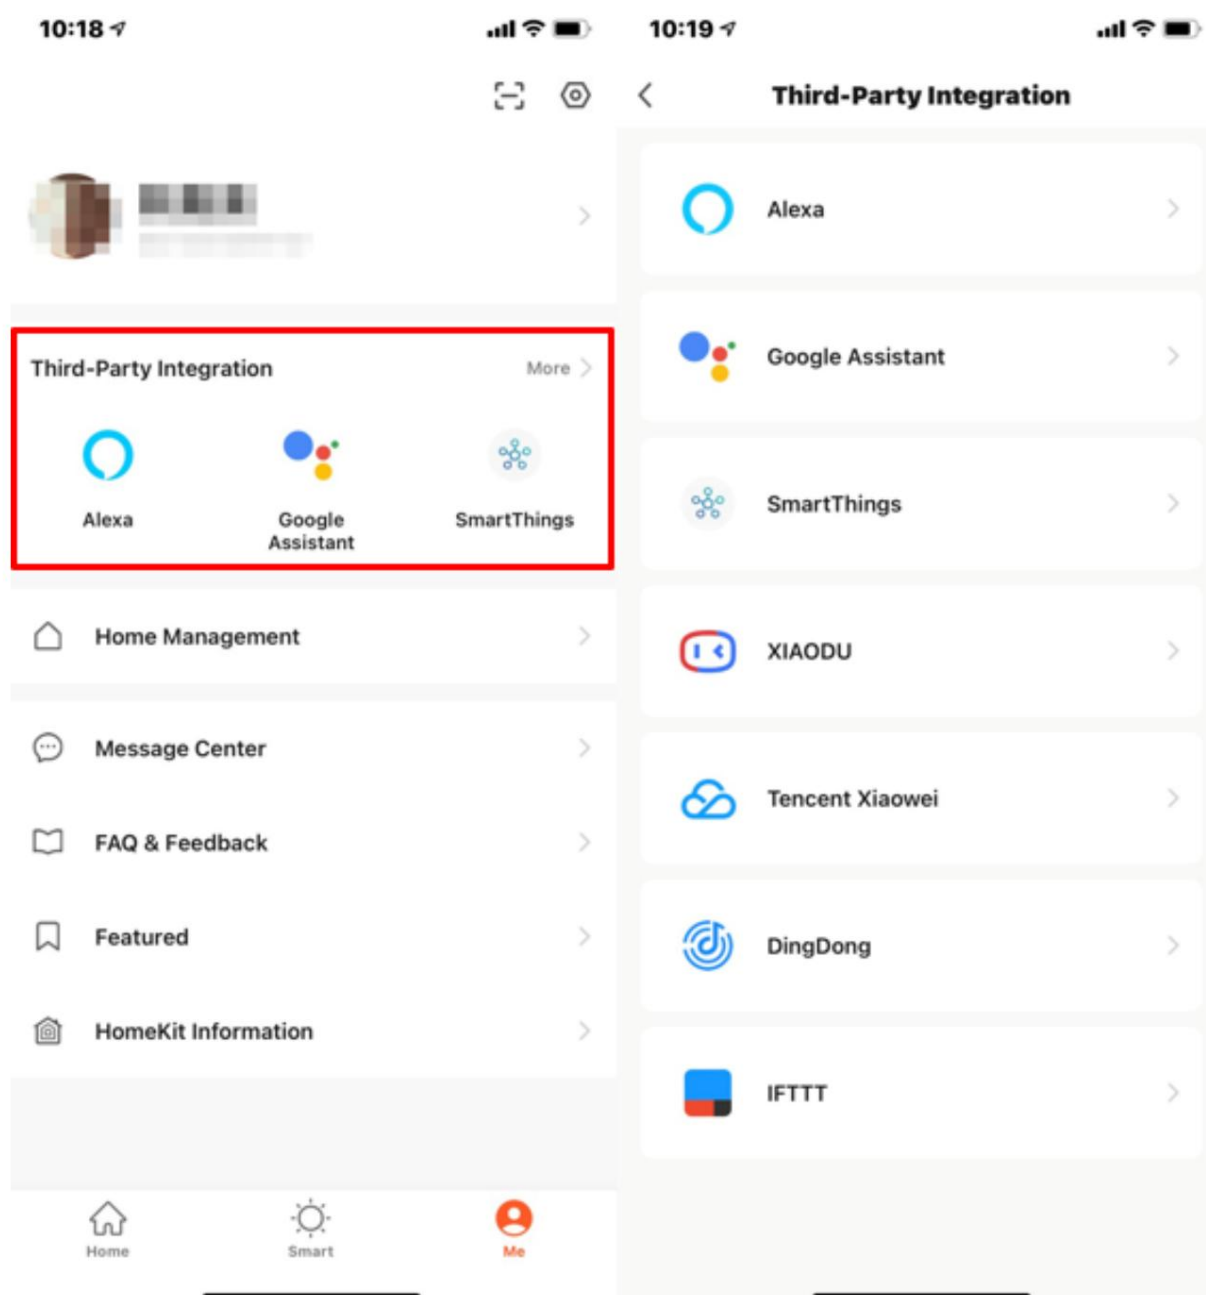 10:18
Third-Party Integration
More
Alexa
Google
Assistant
SmartThings
Home Management
Message Center
FAQ & Feedback
Featured
HomeKit Information
Home
Smart
Me
10:19
Third-Party Integration
Alexa
Google Assistant
SmartThings
XIAODU
Tencent Xiaowei
DingDong
IFTTT